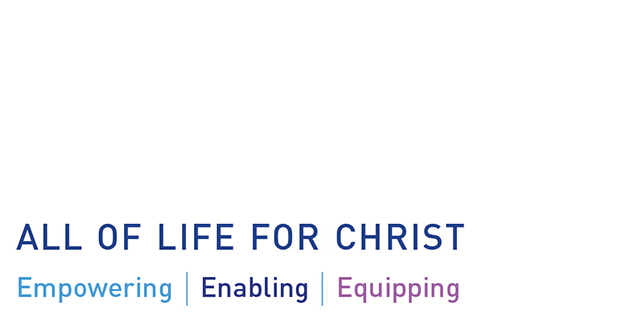 ALL OF LIFE FOR CHRIST
Empowering | Enabling | Equipping